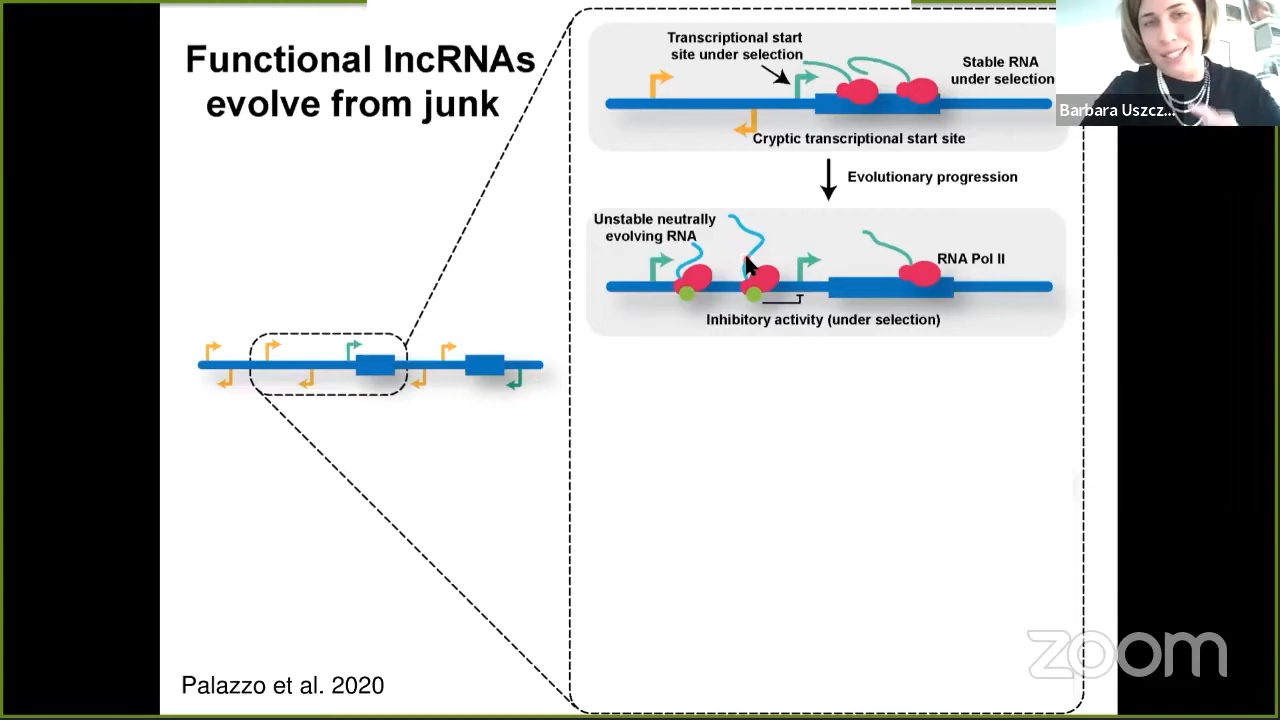 Functional lncRNAs
evolve from junk
Transcriptional start
site under selection
Stable RNA
under selection
Cryptic transcriptional start site
Evolutionary progression
Unstable neutrally
evolving RNA
RNA Pol II
Inhibitory activity (under selection)
Palazzo et al. 2020
Barbara Uszcz...
zoom